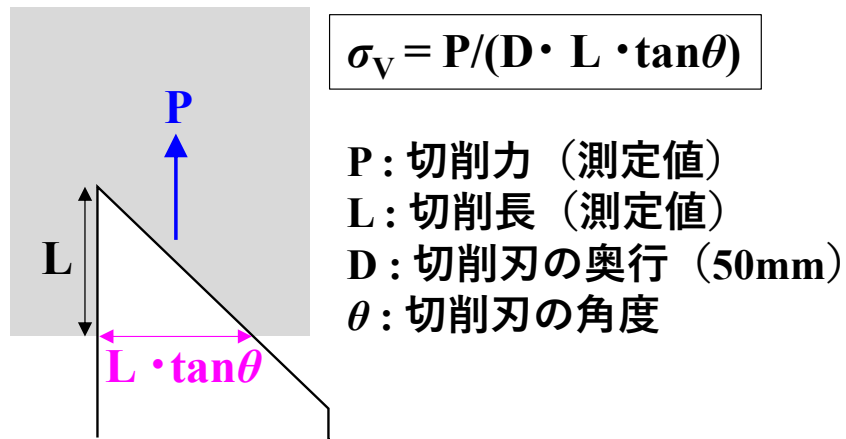 σV = P/(D・ L ・tanθ)
P
P : 切削力（測定値）
L : 切削長（測定値）
L
D : 切削刃の奥行（50mm）
θ : 切削刃の角度
L ・tanθ